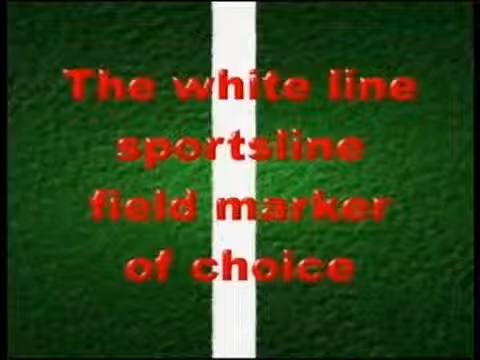 The white line
sportsline
field marker
of choice